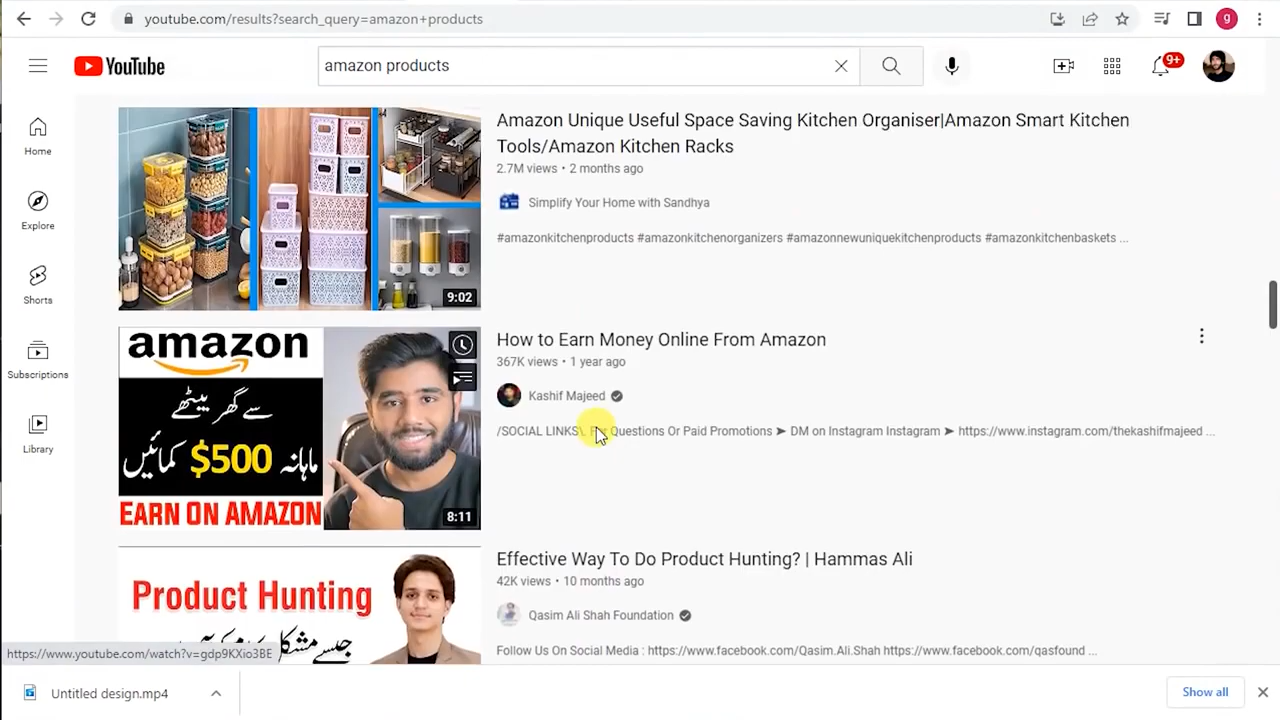 youtube.com/results?search_query=amazon+products
g
YouTube
amazon products
9+
Home
Explore
Shorts
Subscriptions
Library
9:02
Amazon Unique Useful Space Saving Kitchen Organiser|Amazon Smart Kitchen
Tools/Amazon Kitchen Racks
2.7M views • 2 months ago
Simplify Your Home with Sandhya
#amazonkitchenproducts #amazonkitchenorganizers #amazonnewuniquekitchenproducts #amazonkitchenbaskets ...
amazon
سے گھر بیٹھے
ماہانہ $500 کمائیں
EARN ON AMAZON
8:11
How to Earn Money Online From Amazon
367K views • 1 year ago
Kashif Majeed
/SOCIAL LINKS\ For Questions Or Paid Promotions ➤ DM on Instagram Instagram ➤ https://www.instagram.com/thekashifmajeed ...
Product Hunting
جیسے
Effective Way To Do Product Hunting? | Hammas Ali
42K views • 10 months ago
Qasim Ali Shah Foundation
Follow Us On Social Media : https://www.facebook.com/Qasim.Ali.Shah https://www.facebook.com/qasfound ...
https://www.youtube.com/watch?v=gdp9KXio3BE
Untitled design.mp4
Show all